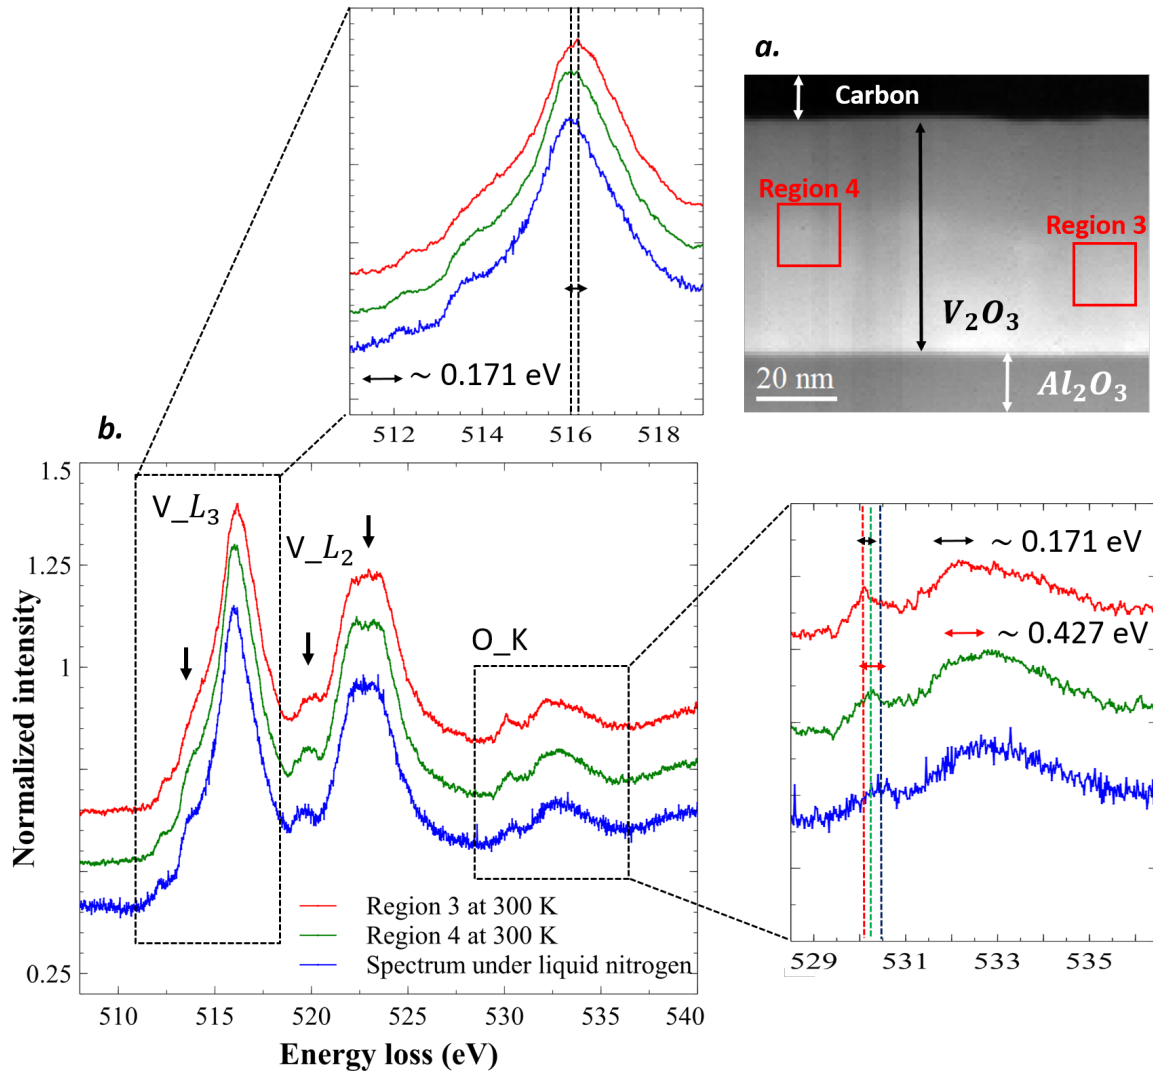 a.
Carbon
Region 4
Region 3
V₂O₃
20 nm
Al₂O₃
~ 0.171 eV
512 514 516 518
b.
1.5
1.25
1
0.25
Normalized intensity
V_L₃
V_L₂
O_K
Region 3 at 300 K
Region 4 at 300 K
Spectrum under liquid nitrogen
510 515 520 525 530 535 540
Energy loss (eV)
~ 0.171 eV
~ 0.427 eV
529 531 533 535